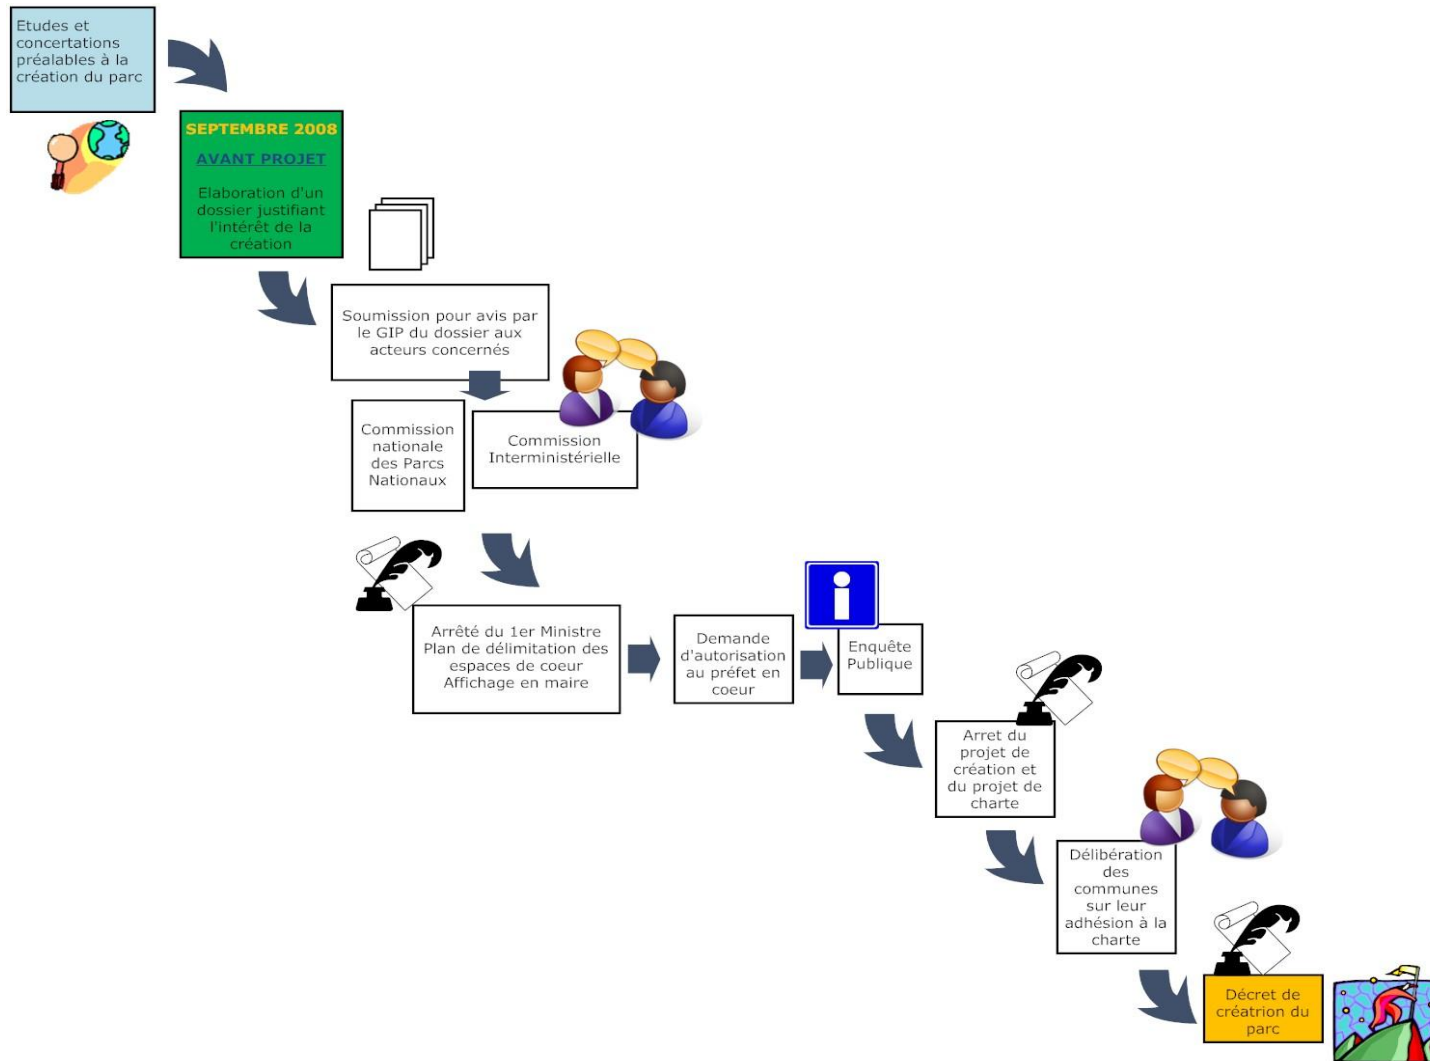 Etudes et
concertations
préalables à la
création du parc
SEPTEMBRE 2008
AVANT PROJET
Elaboration d'un
dossier justifiant
l'intérêt de la
création
Soumission pour avis par
le GIP du dossier aux
acteurs concernés
Commission
nationale
des Parcs
Nationaux
Commission
Interministérielle
Arrêté du 1er Ministre
Plan de délimitation des
espaces de coeur
Affichage en maire
Demande
d'autorisation
au préfet en
coeur
Enquête
Publique
Arret du
projet de
création et
du projet de
charte
Délibération
des
communes
sur leur
adhésion à la
charte
Décret de
créatrion du
parc